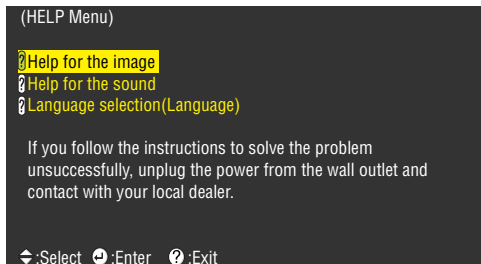 (HELP Menu)
?Help for the image
?Help for the sound
?Language selection(Language)
If you follow the instructions to solve the problem
unsuccessfully, unplug the power from the wall outlet and
contact with your local dealer.
:Select :Enter ? :Exit